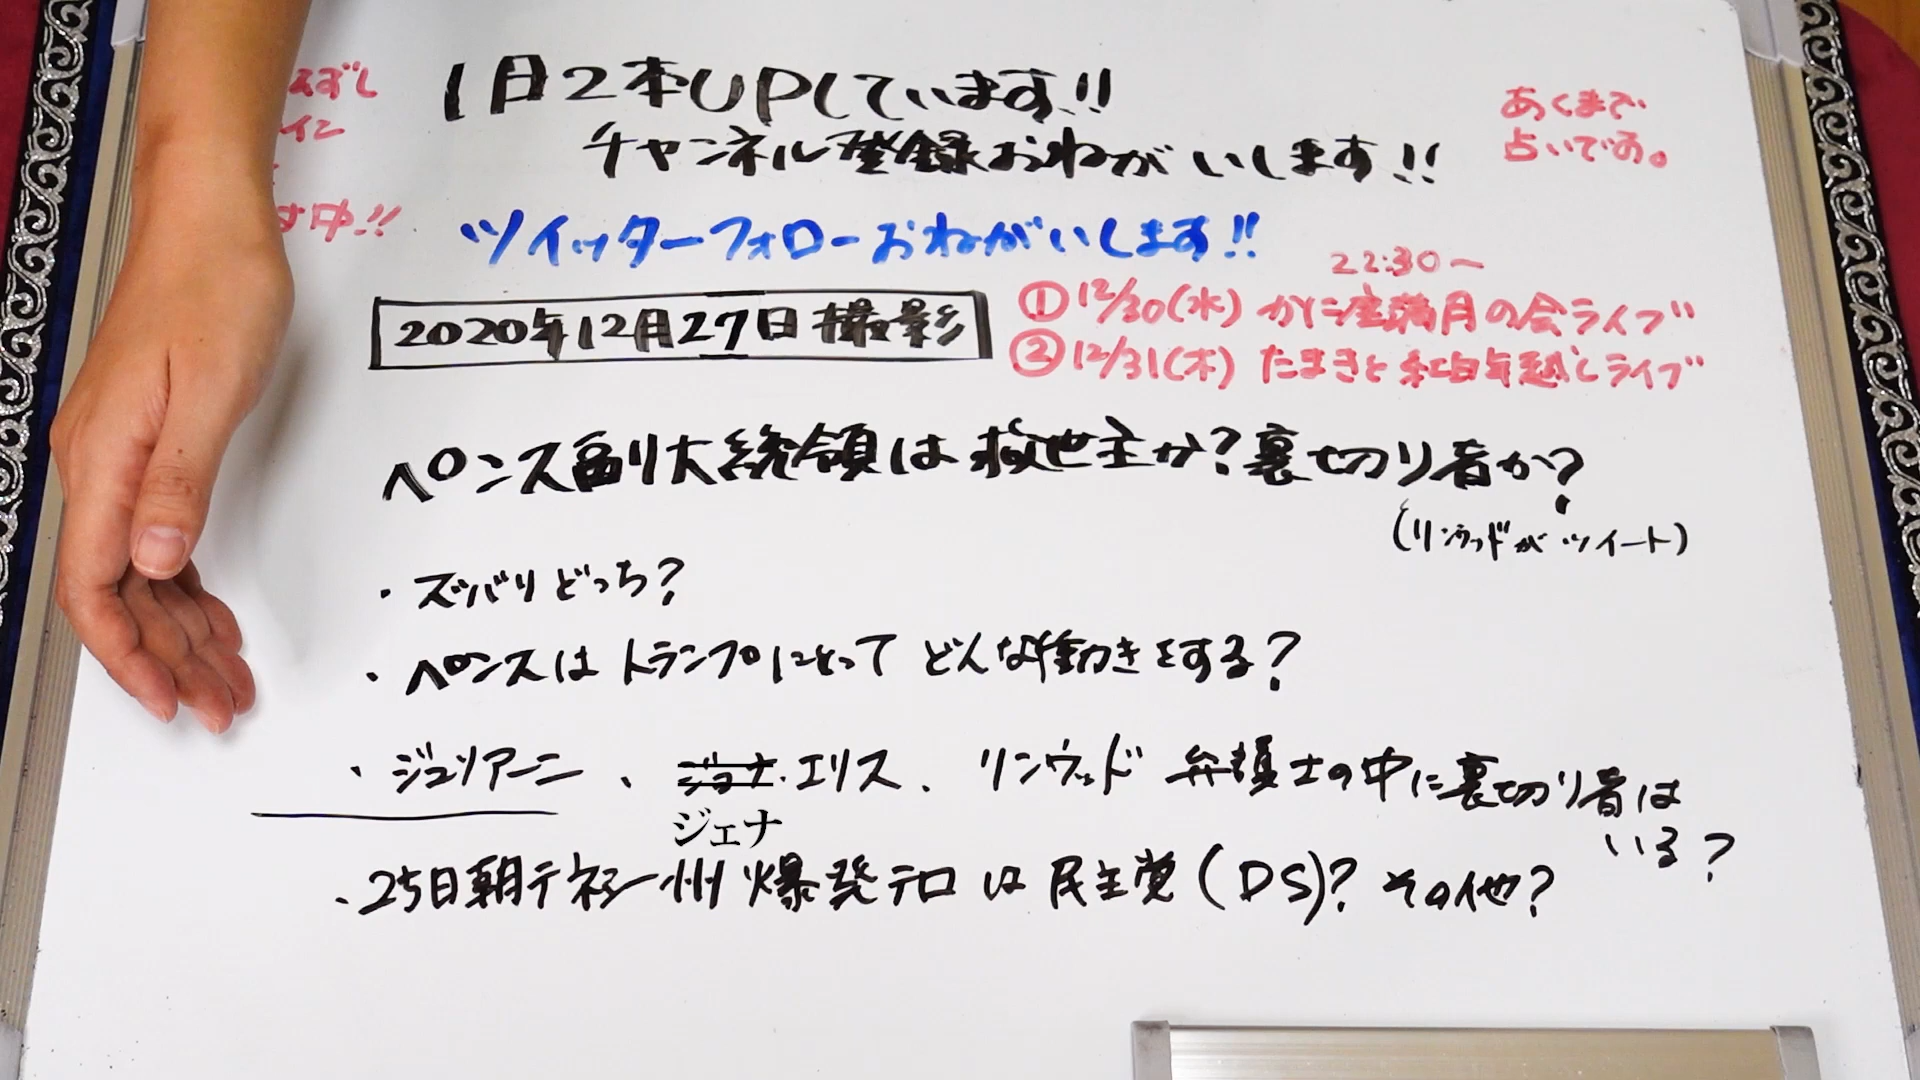 1日2本UPしています!!
チャンネル登録おねがいします!!
あくまで
占いです。
す中!!
ツイッターフォローおねがいします!!
2020年12月27日撮影
22:30〜
①12/30(水) かに座満月の会ライブ
②12/31(木) たまきと紅白年越しライブ
ペンス副大統領は救世主か?裏切り者か?
(リンウッドがツイート)
・ズバリどっち?
・ペンスはトランプにとってどんな働きをする?
・ジュリアーニ、ジョナ・エリス、リンウッド弁護士の中に裏切り者は
いる?
ジェナ
・25日朝テネシー州爆発テロは民主党(DS)?その他?